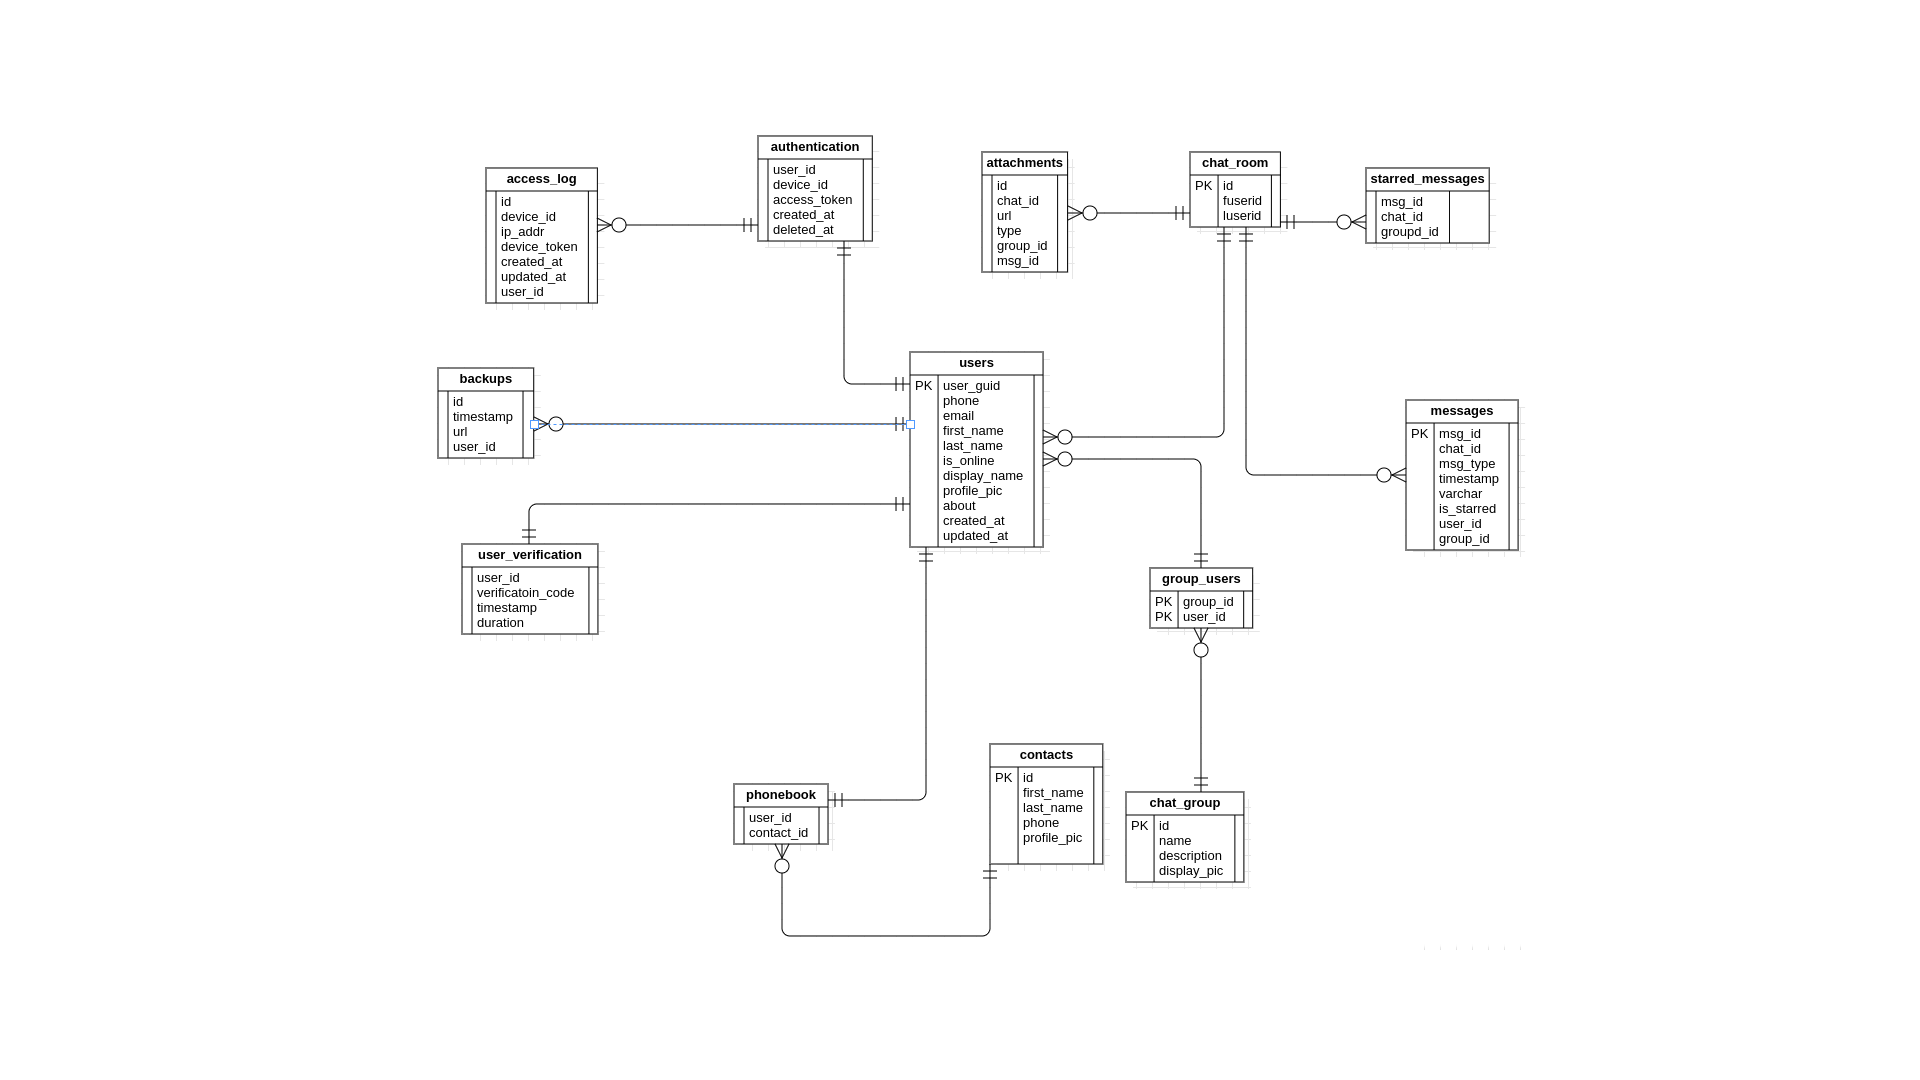 authentication
user_id
device_id
access_token
created_at
deleted_at
access_log
id
device_id
ip_addr
device_token
created_at
updated_at
user_id
attachments
id
chat_id
url
type
group_id
msg_id
chat_room
PK id
fuserid
luserid
starred_messages
msg_id
chat_id
groupd_id
backups
id
timestamp
url
user_id
users
PK user_guid
phone
email
first_name
last_name
is_online
display_name
profile_pic
about
created_at
updated_at
messages
PK msg_id
chat_id
msg_type
timestamp
varchar
is_starred
user_id
group_id
user_verification
user_id
verificatoin_code
timestamp
duration
group_users
PK group_id
PK user_id
phonebook
user_id
contact_id
contacts
PK id
first_name
last_name
phone
profile_pic
chat_group
PK id
name
description
display_pic